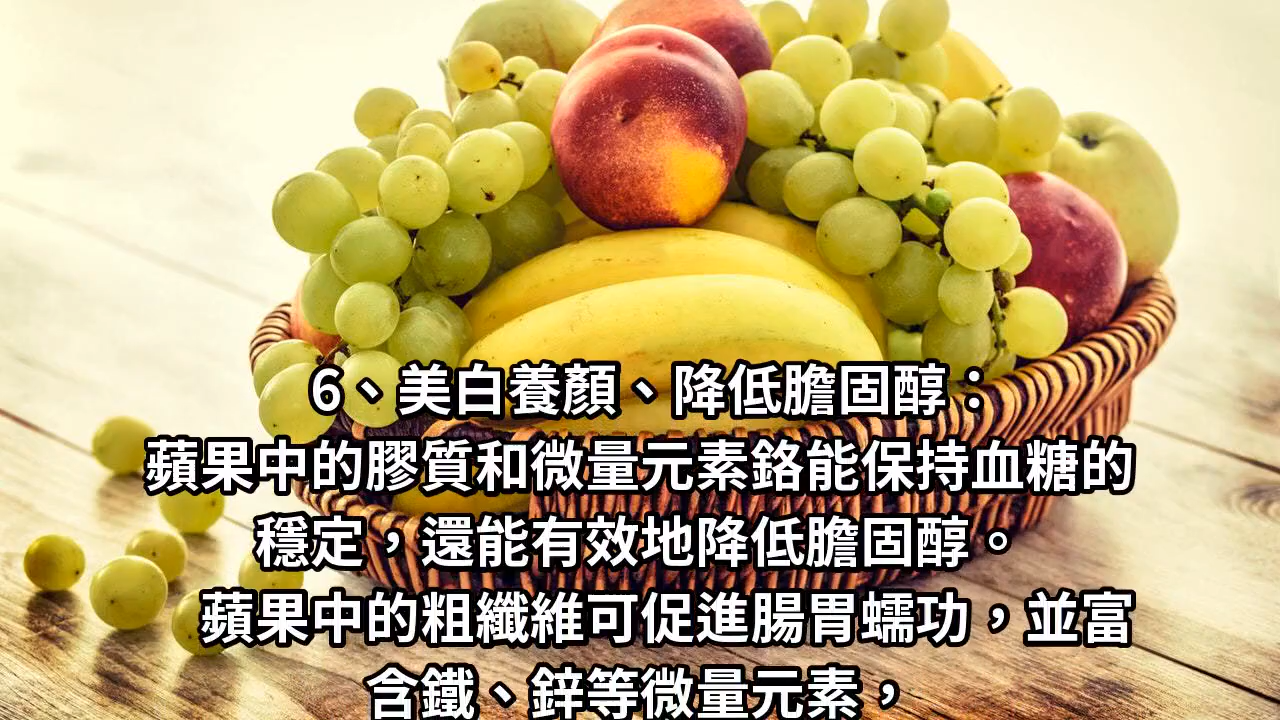 6、美白養顏、降低膽固醇：
蘋果中的膠質和微量元素鉻能保持血糖的
穩定，還能有效地降低膽固醇。
蘋果中的粗纖維可促進腸胃蠕功，並富
含鐵、鋅等微量元素，